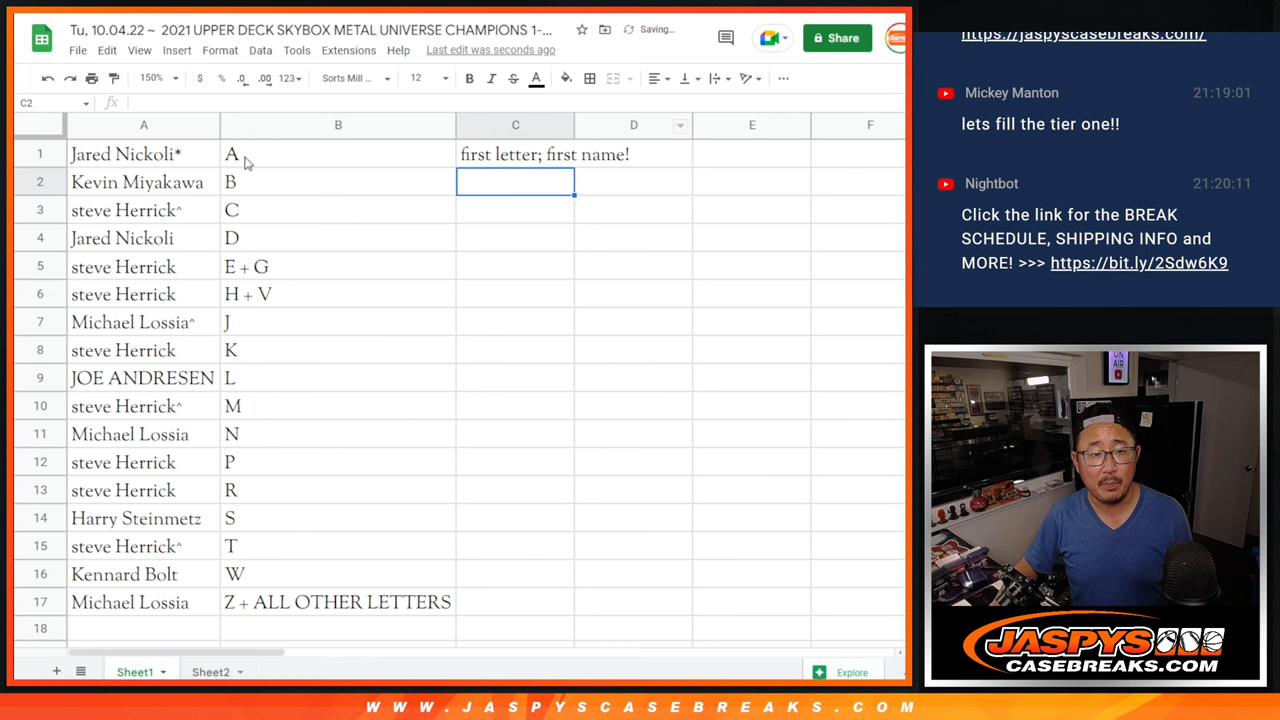 Tu, 10.04.22 ~ 2021 UPPER DECK SKYBOX METAL UNIVERSE CHAMPIONS 1-...
Saving...
Share
File Edit View Insert Format Data Tools Extensions Help Last edit was seconds ago
150% $ % .0 .00 123 Sorts Mill ... 12 B I S A
C2 fx
A B C D E F
1 Jared Nickoli* A first letter; first name!
2 Kevin Miyakawa B
3 steve Herrick^ C
4 Jared Nickoli D
5 steve Herrick E + G
6 steve Herrick H + V
7 Michael Lossia^ J
8 steve Herrick K
9 JOE ANDRESEN L
10 steve Herrick^ M
11 Michael Lossia N
12 steve Herrick P
13 steve Herrick R
14 Harry Steinmetz S
15 steve Herrick^ T
16 Kennard Bolt W
17 Michael Lossia Z + ALL OTHER LETTERS
18
Sheet1 Sheet2 Explore
https://jaspyscasebreaks.com/
Mickey Manton 21:19:01
lets fill the tier one!!
Nightbot 21:20:11
Click the link for the BREAK
SCHEDULE, SHIPPING INFO and
MORE! >>> https://bit.ly/2Sdw6K9
ON
AIR
JASPYS
CASEBREAKS.COM
WWW.JASPYSCASEBREAKS.COM